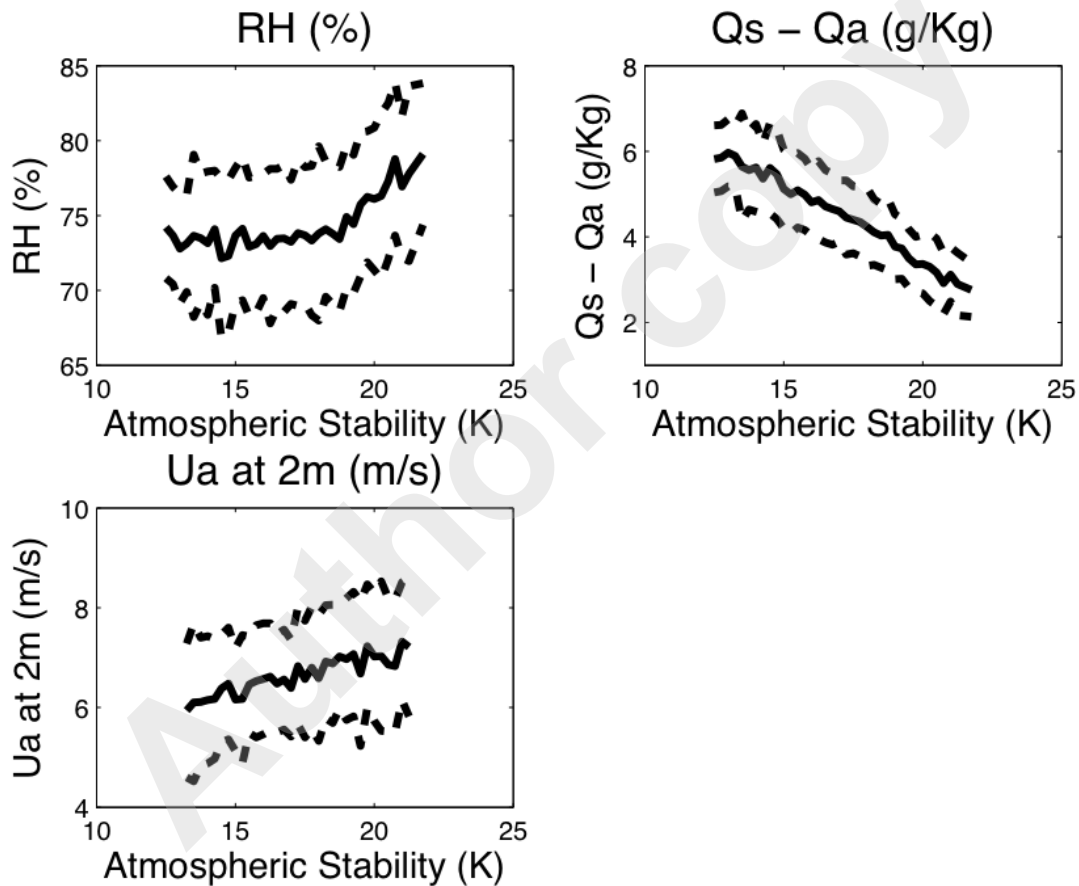 RH (%)
85
80
75
70
65
RH (%)
10 15 20 25
Atmospheric Stability (K)
Qs – Qa (g/Kg)
8
6
4
2
Qs – Qa (g/Kg)
10 15 20 25
Atmospheric Stability (K)
Ua at 2m (m/s)
10
8
6
4
Ua at 2m (m/s)
10 15 20 25
Atmospheric Stability (K)
Author copy